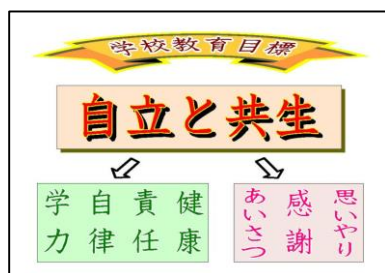 学校教育目標
自立と共生
健康
責任
自律
学力
思いやり
感謝
あいさつ